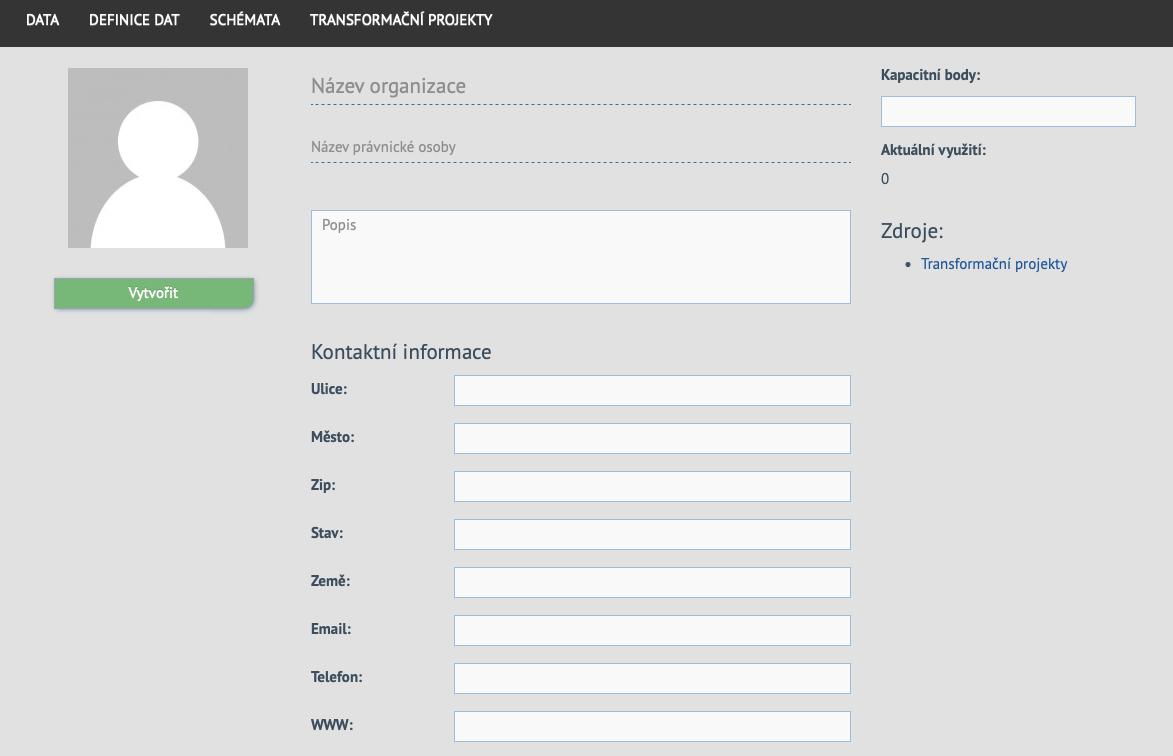 DATA DEFINICE DAT SCHÉMATA TRANSFORMAČNÍ PROJEKTY
Vytvořit
Název organizace
Název právnické osoby
Popis
Kontaktní informace
Ulice:
Město:
Zip:
Stav:
Země:
Email:
Telefon:
WWW:
Kapacitní body:
Aktuální využití:
0
Zdroje:
• Transformační projekty